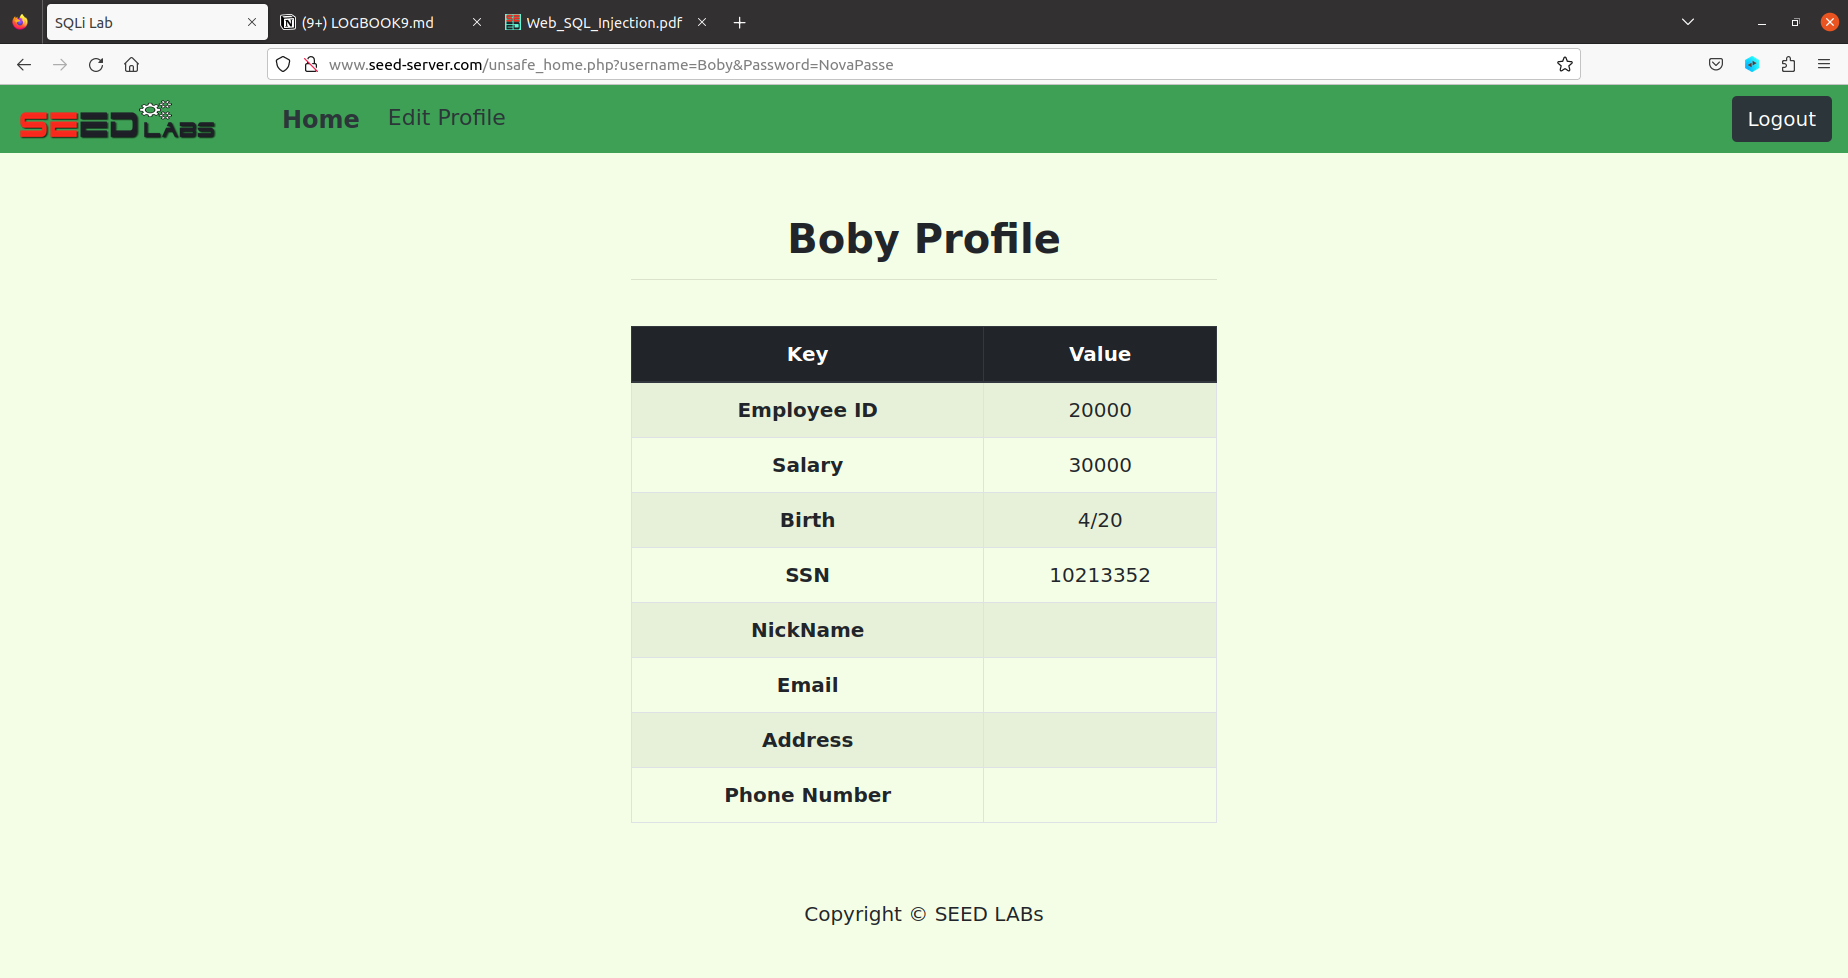 SQLi Lab
(9+) LOGBOOK9.md
Web_SQL_Injection.pdf
www.seed-server.com/unsafe_home.php?username=Boby&Password=NovaPasse
SEED LABS
Home
Edit Profile
Logout
Boby Profile
Key Value
Employee ID 20000
Salary 30000
Birth 4/20
SSN 10213352
NickName
Email
Address
Phone Number
Copyright © SEED LABs